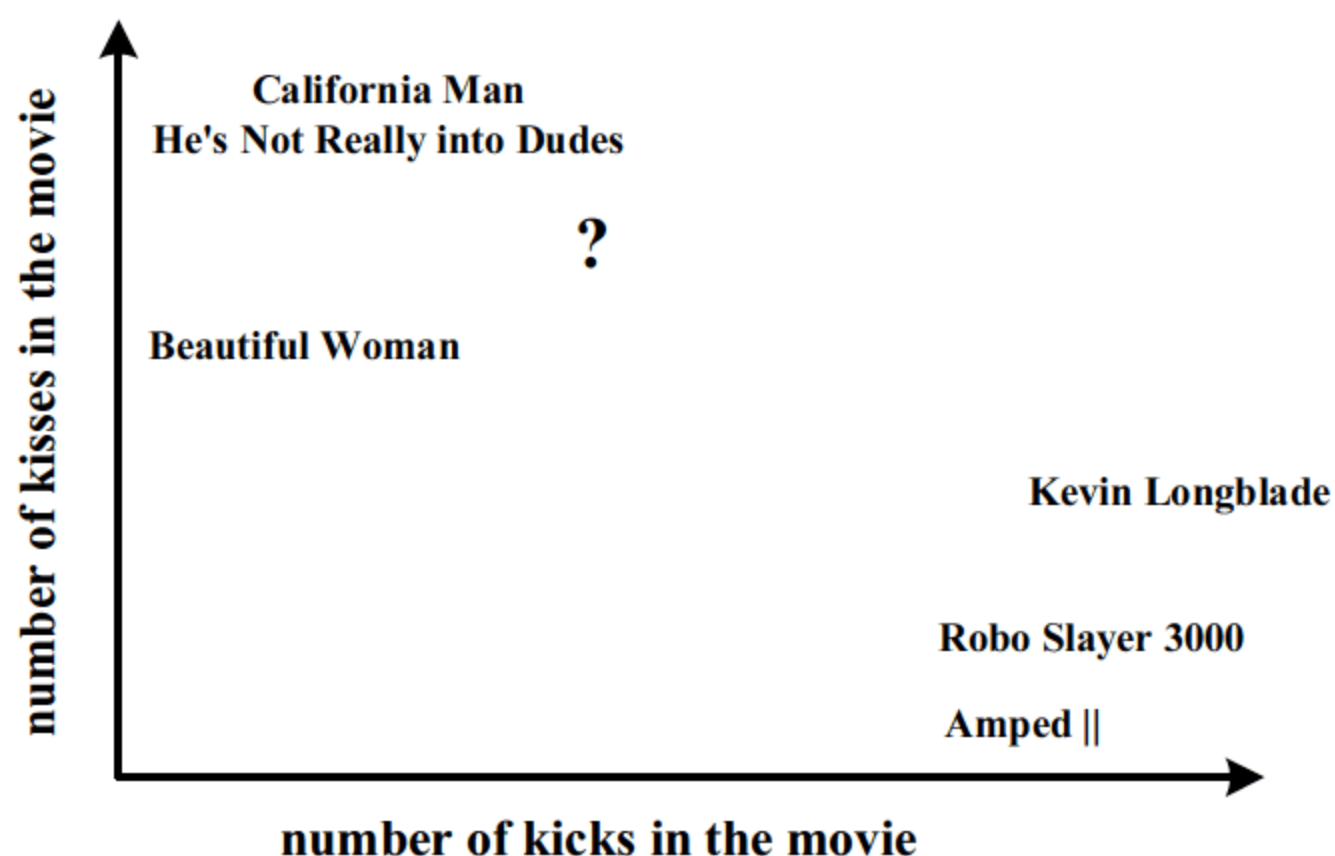 number of kisses in the movie
California Man
He's Not Really into Dudes
?
Beautiful Woman
Kevin Longblade
Robo Slayer 3000
Amped ||
number of kicks in the movie